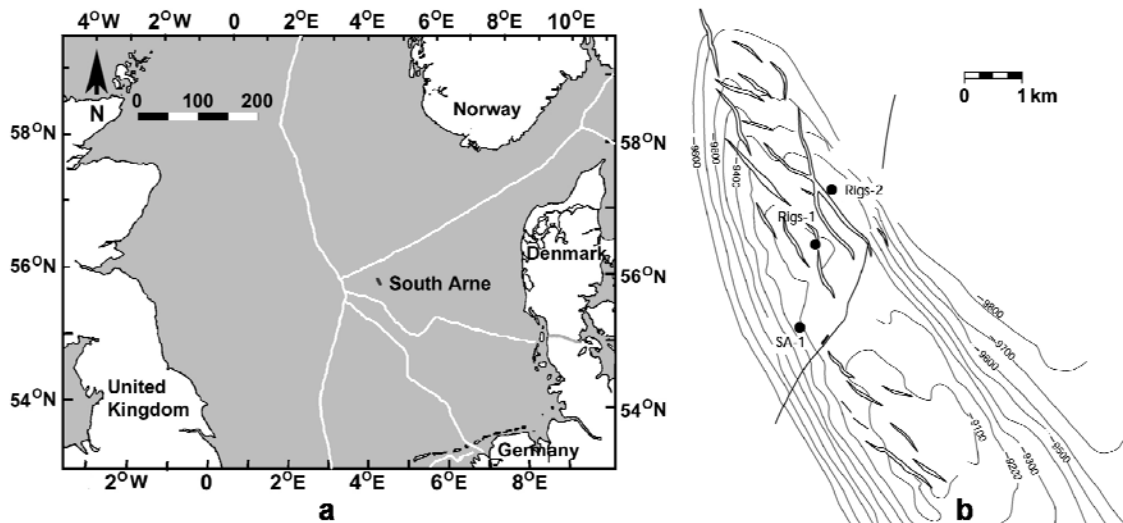 4°W 2°W 0 2°E 4°E 6°E 8°E 10°E
N
0 100 200
Norway
58°N
58°N
Denmark
56°N
56°N
South Arne
United
Kingdom
54°N
54°N
Germany
2°W 0 2°E 4°E 6°E 8°E
a
0 1 km
-9600
-9800
-9400
Rigs-2
Rigs-1
SA-1
-9800
-9700
-9600
-9100
-9500
-9300
-9200
b